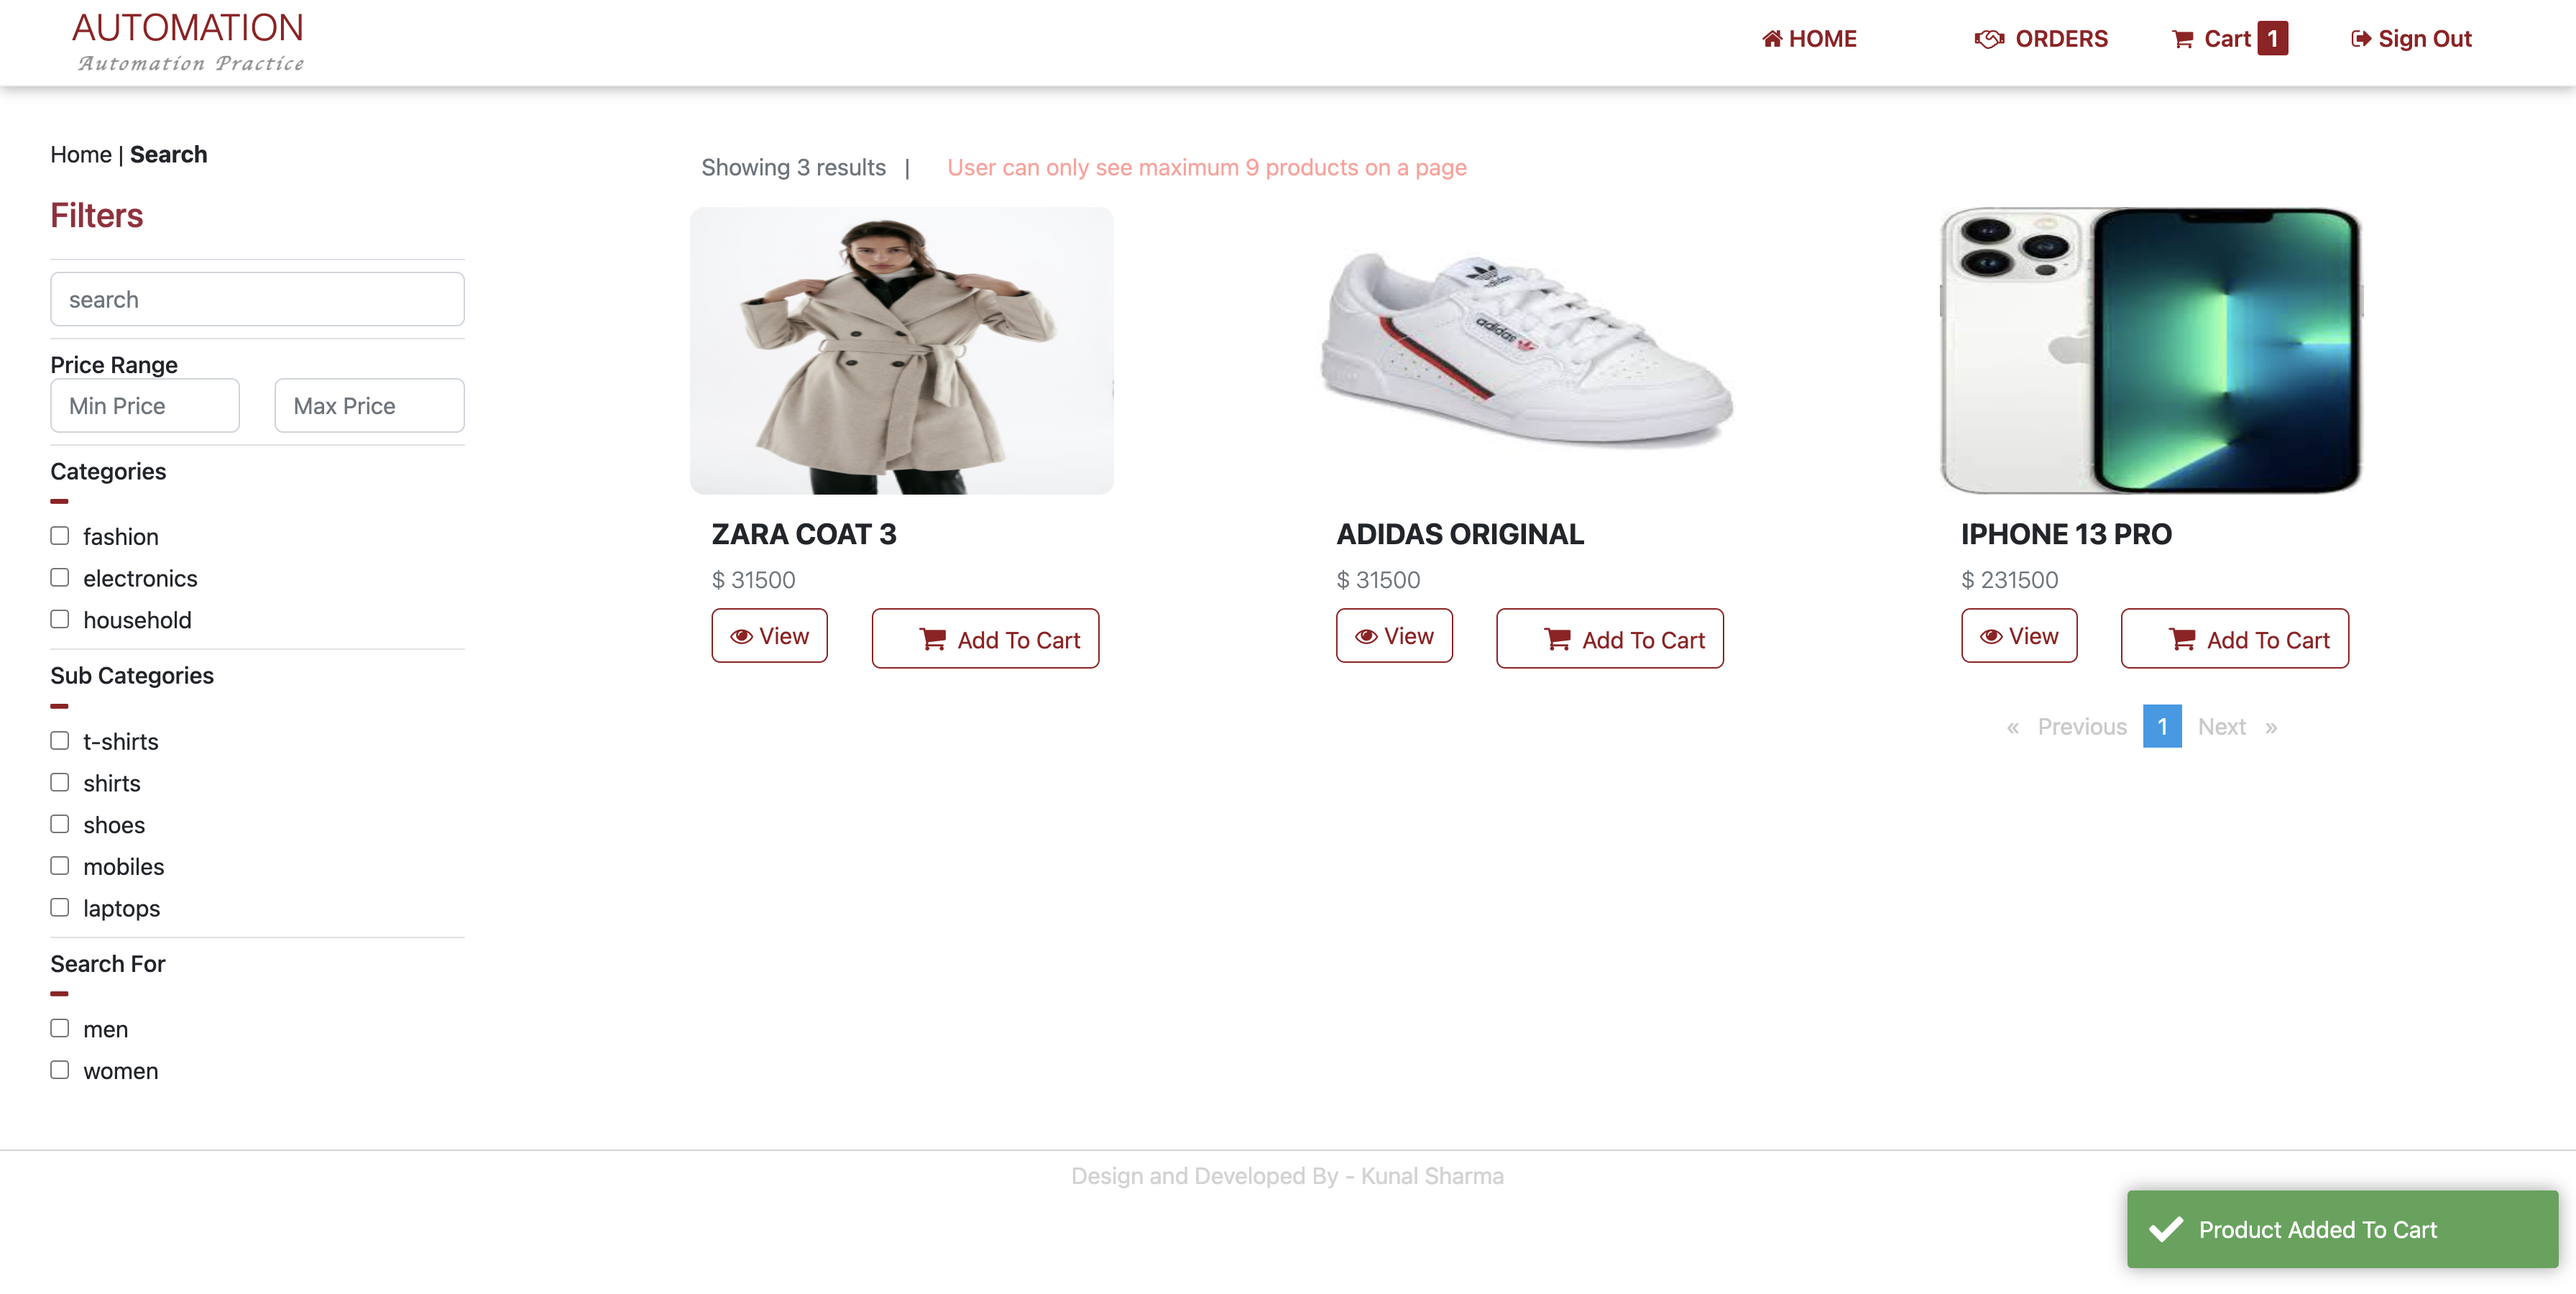 AUTOMATION
Automation Practice
HOME
ORDERS
Cart 1
Sign Out
Home | Search
Filters
search
Price Range
Min Price
Max Price
Categories
fashion
electronics
household
Sub Categories
t-shirts
shirts
shoes
mobiles
laptops
Search For
men
women
Showing 3 results |
User can only see maximum 9 products on a page
adidas
adidas
ZARA COAT 3
$ 31500
View
Add To Cart
ADIDAS ORIGINAL
$ 31500
View
Add To Cart
IPHONE 13 PRO
$ 231500
View
Add To Cart
« Previous 1 Next »
Design and Developed By - Kunal Sharma
Product Added To Cart